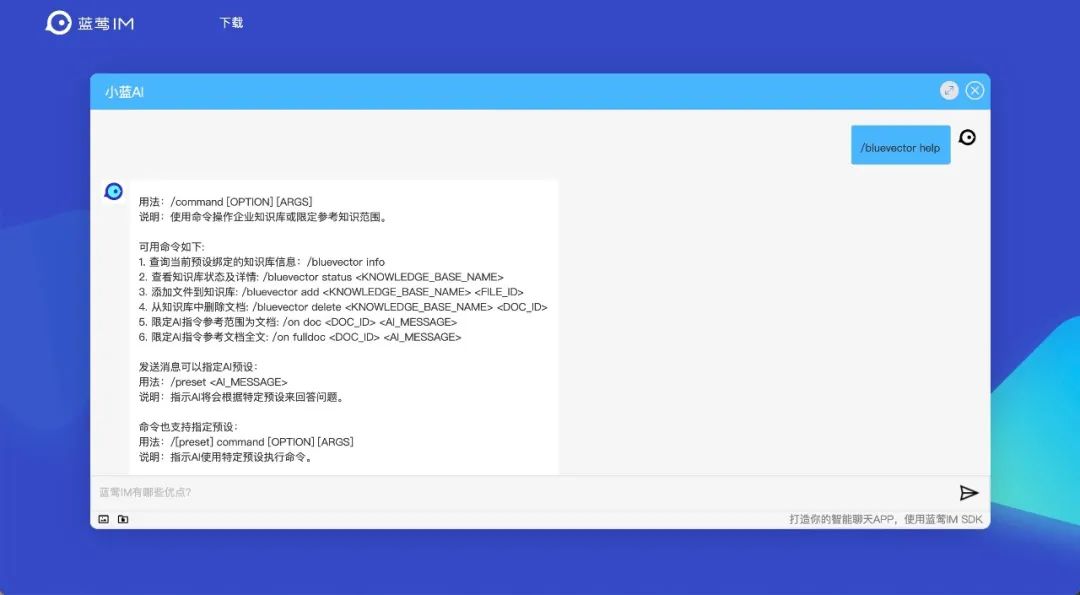 蓝莺IM
下载
小蓝AI
/bluevector help
用法：/command [OPTION] [ARGS]
说明：使用命令操作企业知识库或限定参考知识范围。
可用命令如下:
1. 查询当前预设绑定的知识库信息：/bluevector info
2. 查看知识库状态及详情: /bluevector status <KNOWLEDGE_BASE_NAME>
3. 添加文件到知识库: /bluevector add <KNOWLEDGE_BASE_NAME> <FILE_ID>
4. 从知识库中删除文档: /bluevector delete <KNOWLEDGE_BASE_NAME> <DOC_ID>
5. 限定AI指令参考范围为文档: /on doc <DOC_ID> <AI_MESSAGE>
6. 限定AI指令参考文档全文: /on fulldoc <DOC_ID> <AI_MESSAGE>
发送消息可以指定AI预设：
用法：/preset <AI_MESSAGE>
说明：指示AI将会根据特定预设来回答问题。
命令也支持指定预设：
用法：/[preset] command [OPTION] [ARGS]
说明：指示AI使用特定预设执行命令。
蓝莺IM有哪些优点?
打造你的智能聊天APP，使用蓝莺IM SDK